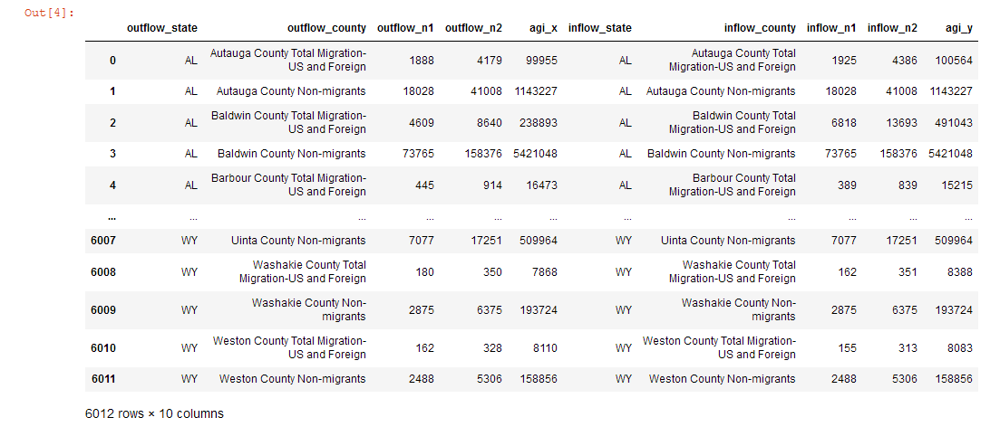 Out[4]:
outflow_state outflow_county outflow_n1 outflow_n2 agi_x inflow_state inflow_county inflow_n1 inflow_n2 agi_y
0 AL Autauga County Total Migration-US and Foreign 1888 4179 99955 AL Autauga County Total Migration-US and Foreign 1925 4386 100564
1 AL Autauga County Non-migrants 18028 41008 1143227 AL Autauga County Non-migrants 18028 41008 1143227
2 AL Baldwin County Total Migration-US and Foreign 4609 8640 238893 AL Baldwin County Total Migration-US and Foreign 6818 13693 491043
3 AL Baldwin County Non-migrants 73765 158376 5421048 AL Baldwin County Non-migrants 73765 158376 5421048
4 AL Barbour County Total Migration-US and Foreign 445 914 16473 AL Barbour County Total Migration-US and Foreign 389 839 15215
... ... ... ... ... ... ... ... ... ... ...
6007 WY Uinta County Non-migrants 7077 17251 509964 WY Uinta County Non-migrants 7077 17251 509964
6008 WY Washakie County Total Migration-US and Foreign 180 350 7868 WY Washakie County Total Migration-US and Foreign 162 351 8388
6009 WY Washakie County Non-migrants 2875 6375 193724 WY Washakie County Non-migrants 2875 6375 193724
6010 WY Weston County Total Migration-US and Foreign 162 328 8110 WY Weston County Total Migration-US and Foreign 155 313 8083
6011 WY Weston County Non-migrants 2488 5306 158856 WY Weston County Non-migrants 2488 5306 158856
6012 rows × 10 columns